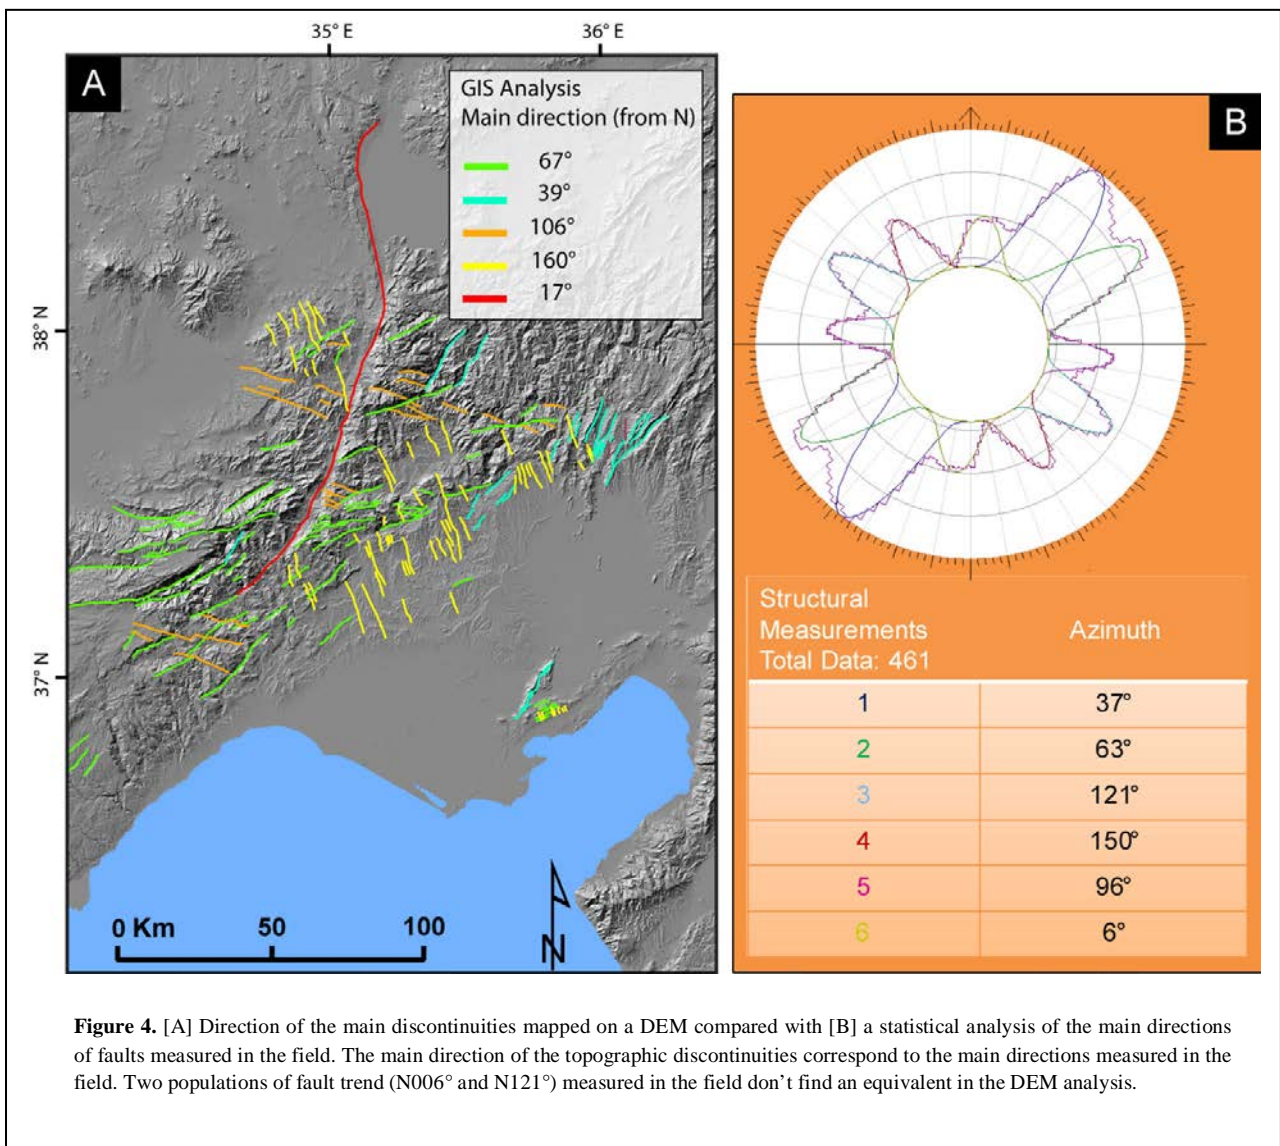 35° E
36° E
A
GIS Analysis
Main direction (from N)
67°
39°
106°
160°
17°
38° N
37° N
0 Km
50
100
N
B
Structural
Measurements
Total Data: 461
Azimuth
1
37°
2
63°
3
121°
4
150°
5
96°
6
6°
Figure 4. [A] Direction of the main discontinuities mapped on a DEM compared with [B] a statistical analysis of the main directions
of faults measured in the field. The main direction of the topographic discontinuities correspond to the main directions measured in the
field. Two populations of fault trend (N006° and N121°) measured in the field don’t find an equivalent in the DEM analysis.